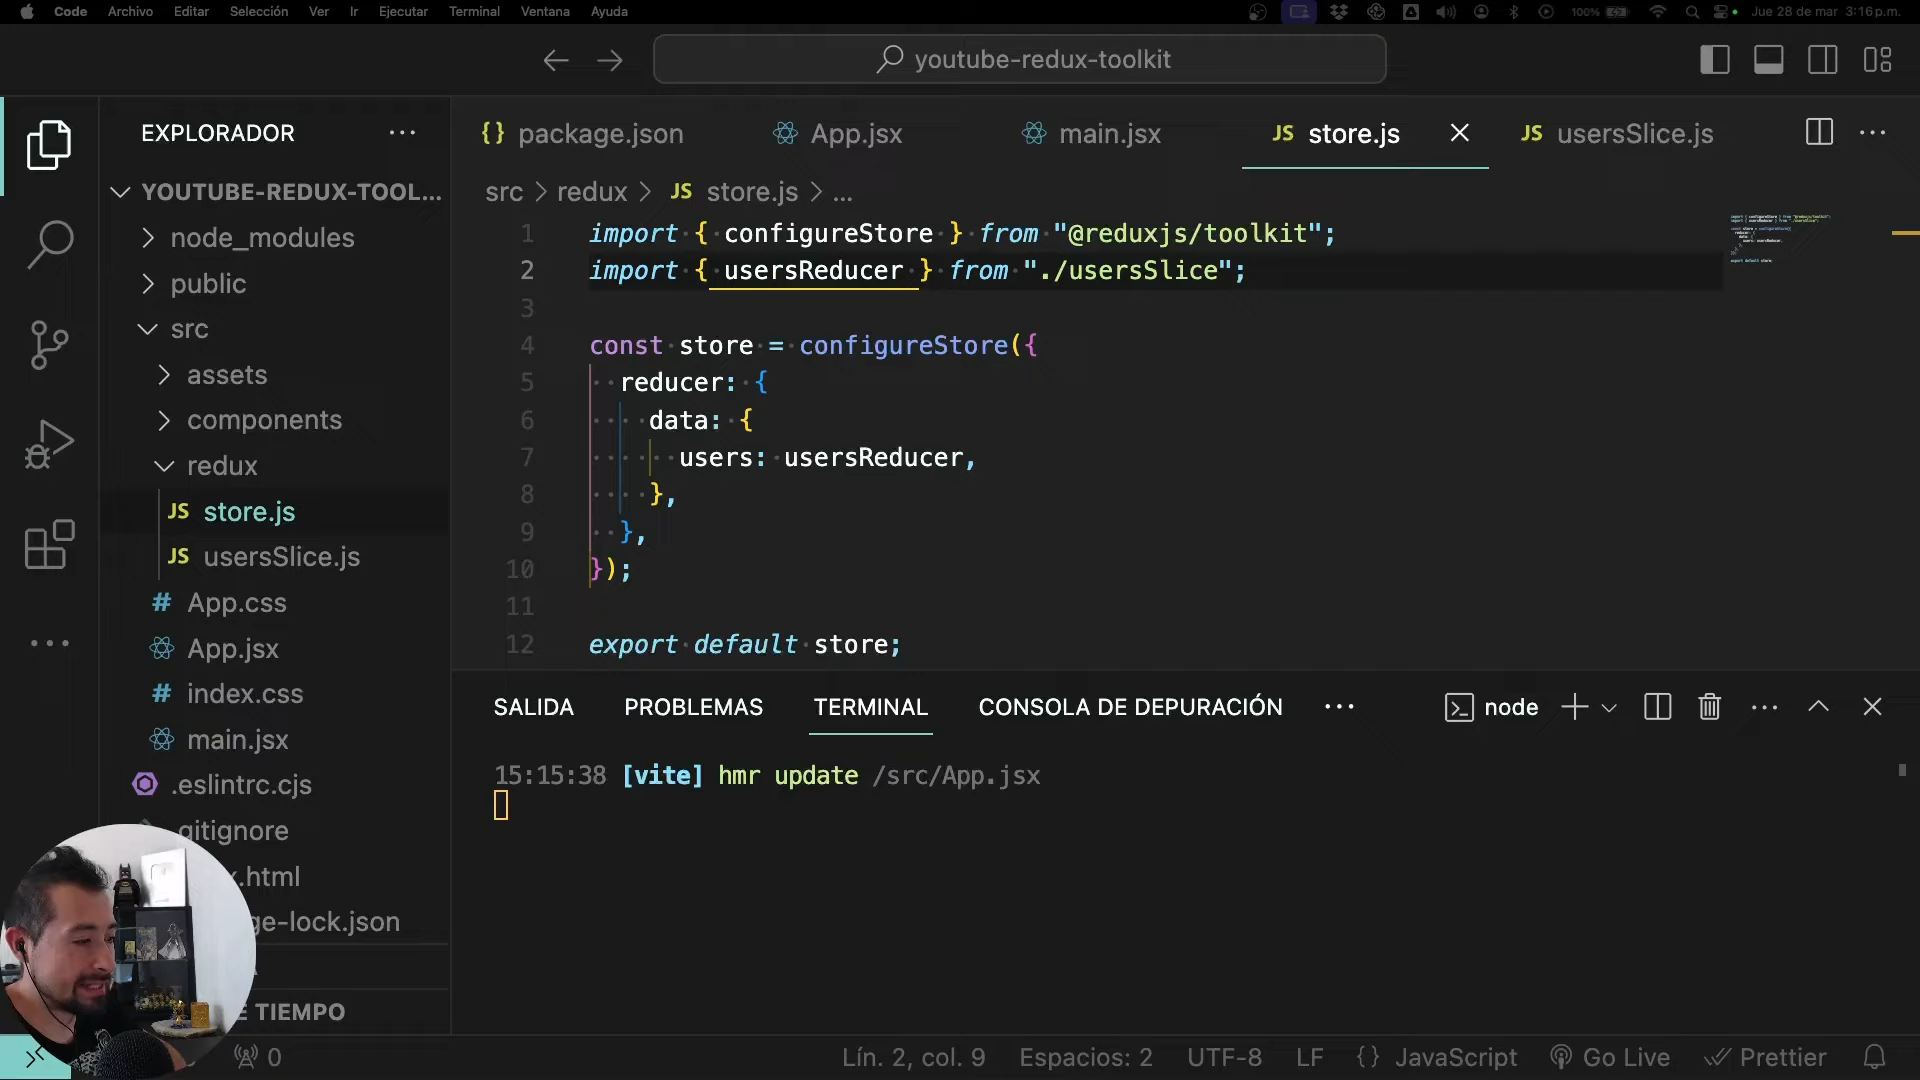 Code Archivo Editar Selección Ver Ir Ejecutar Terminal Ventana Ayuda 100% Jue 28 de mar 3:16 p.m.
youtube-redux-toolkit
EXPLORADOR
YOUTUBE-REDUX-TOOL...
node_modules
public
src
assets
components
redux
JS store.js
JS usersSlice.js
# App.css
App.jsx
# index.css
main.jsx
.eslintrc.cjs
.gitignore
.html
ge-lock.json
E TIEMPO
{} package.json App.jsx main.jsx JS store.js JS usersSlice.js
src > redux > JS store.js > ...
1 import { configureStore } from "@reduxjs/toolkit";
2 import { usersReducer } from "./usersSlice";
3
4 const store = configureStore({
5 reducer: {
6 data: {
7 users: usersReducer,
8 },
9 },
10 });
11
12 export default store;
SALIDA PROBLEMAS TERMINAL CONSOLA DE DEPURACIÓN node
15:15:38 [vite] hmr update /src/App.jsx
0 Lín. 2, col. 9 Espacios: 2 UTF-8 LF {} JavaScript Go Live Prettier